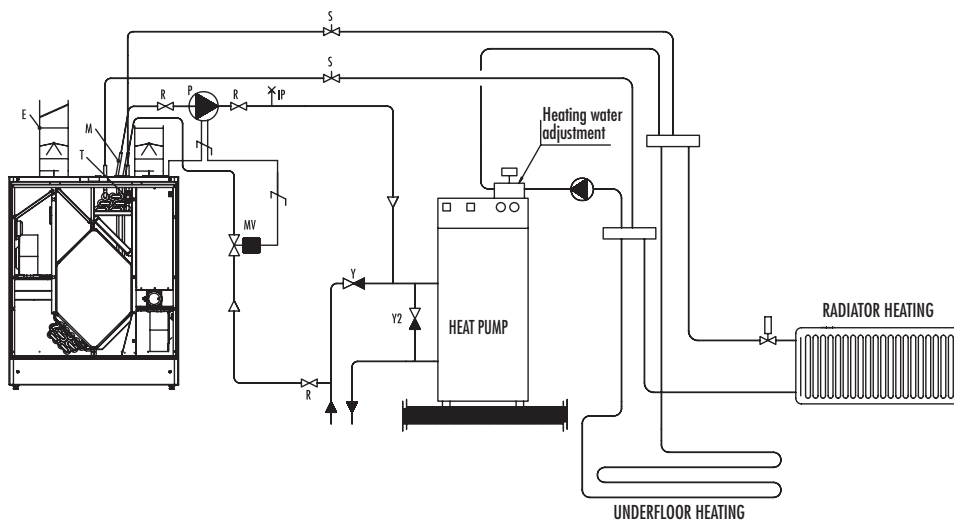 S
S
R
P
R
IP
E
M
T
Heating water
adjustment
MV
Y
Y2
HEAT PUMP
R
RADIATOR HEATING
UNDERFLOOR HEATING